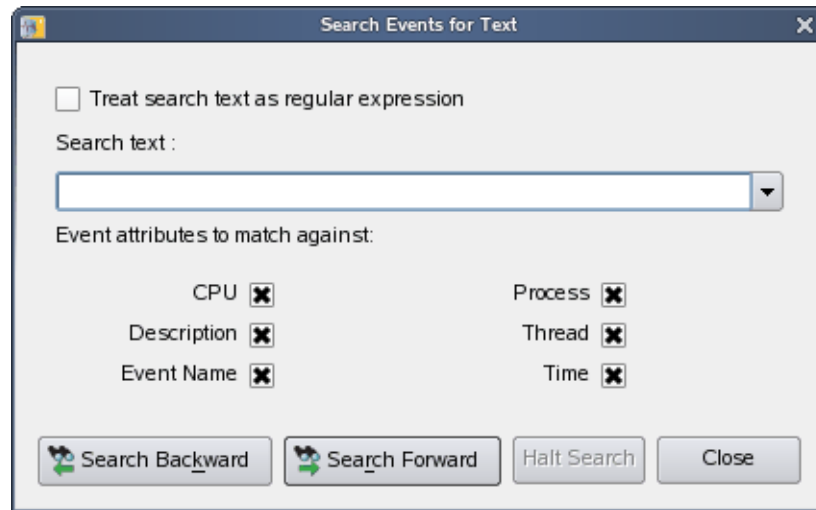 Search Events for Text
Treat search text as regular expression
Search text :
Event attributes to match against:
CPU Process
Description Thread
Event Name Time
Search Backward Search Forward Halt Search Close